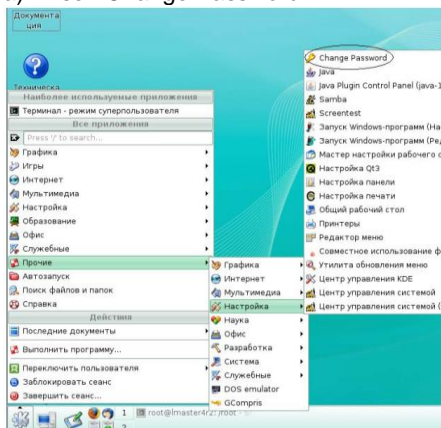 Документа
ция
Техническа
Наиболее используемые приложения
Терминал - режим суперпользователя
Все приложения
Press '/' to search...
Графика
Игры
Интернет
Мультимедиа
Настройка
Образование
Офис
Служебные
Прочие
Автозапуск
Поиск файлов и папок
Справка
Действия
Последние документы
Выполнить программу...
Переключить пользователя
Заблокировать сеанс
Завершить сеанс...
Графика
Интернет
Мультимедиа
Настройка
Наука
Офис
Разработка
Система
Служебные
DOS emulator
GCompris
Change Password
Java
Java Plugin Control Panel (java-1
Samba
Screentest
Запуск Windows-программ (На
Запуск Windows-программ (Ред
Мастер настройки рабочего с
Настройка Qt3
Настройка панели
Настройка печати
Общий рабочий стол
Принтеры
Редактор меню
Совместное использование ф
Утилита обновления меню
Центр управления KDE
Центр управления системой
Центр управления системой (
1
root@lmaster4r2: /root -